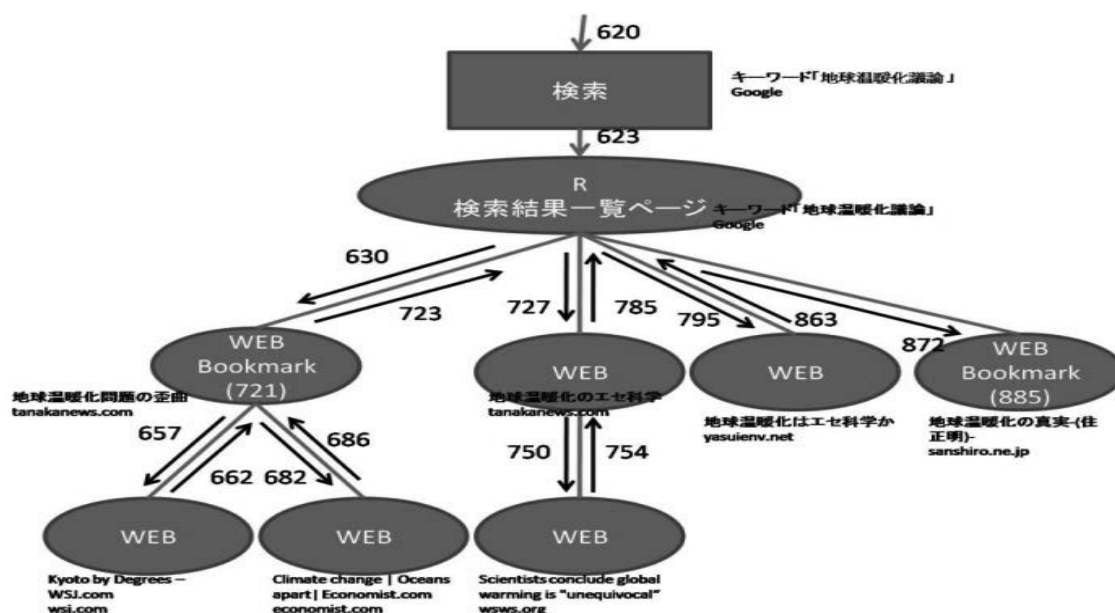 620
検索
キーワード「地球温暖化議論」
Google
623
R
検索結果一覧ページ
キーワード「地球温暖化議論」
Google
630
723
727
785
795
863
872
WEB
Bookmark
(721)
地球温暖化問題の歪曲
tanakanews.com
WEB
地球温暖化のエセ科学
tanakanews.com
WEB
地球温暖化はエセ科学か
yasuienv.net
WEB
Bookmark
(885)
地球温暖化の真実-(住
正明)-
sanshiro.ne.jp
657
662
682
686
750
754
WEB
Kyoto by Degrees –
WSJ.com
wsj.com
WEB
Climate change | Oceans
apart | Economist.com
economist.com
WEB
Scientists conclude global
warming is "unequivocal"
wsws.org